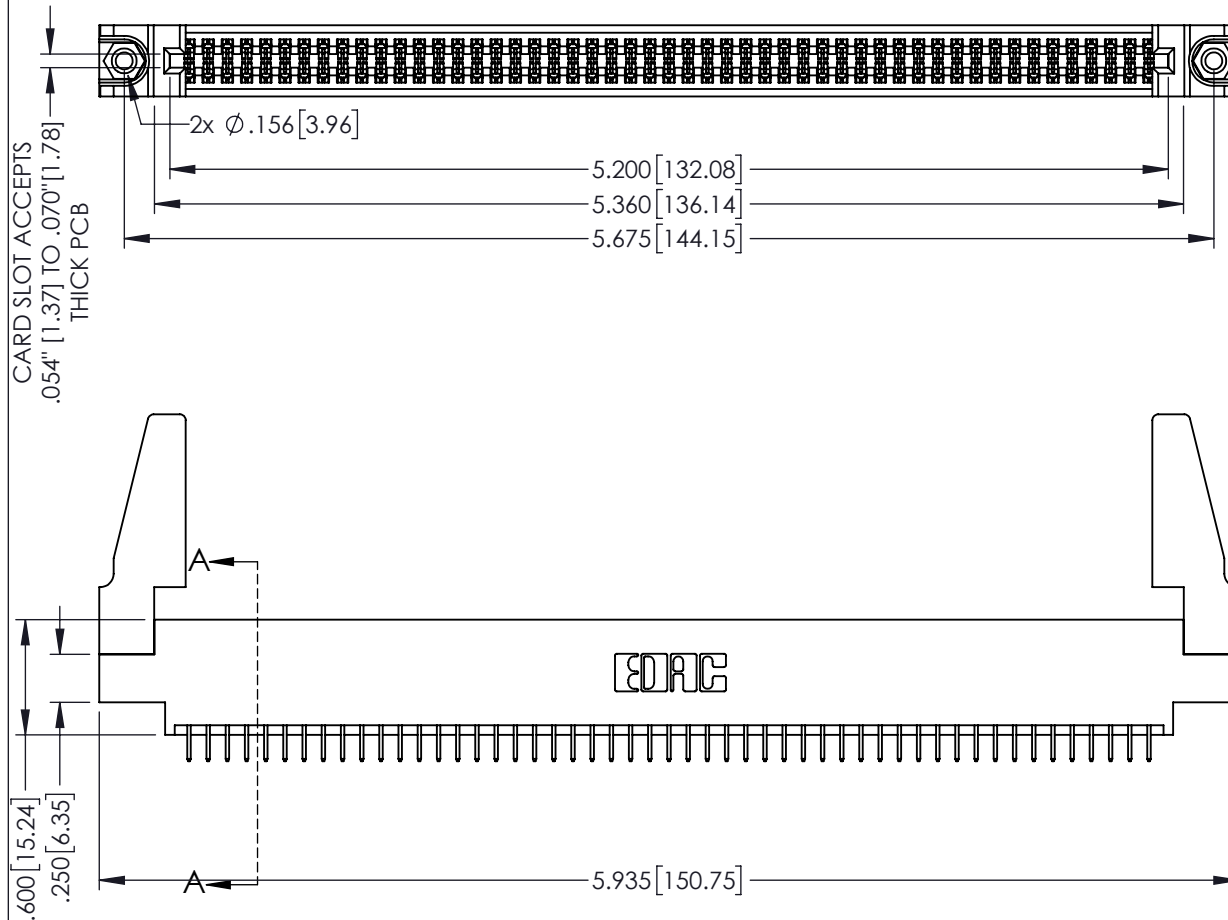 2x Ø.156[3.96]
5.200[132.08]
5.360[136.14]
5.675[144.15]
CARD SLOT ACCEPTS
.054" [1.37] TO .070"[1.78]
THICK PCB
A
EDAC
.600[15.24]
.250[6.35]
A
5.935[150.75]